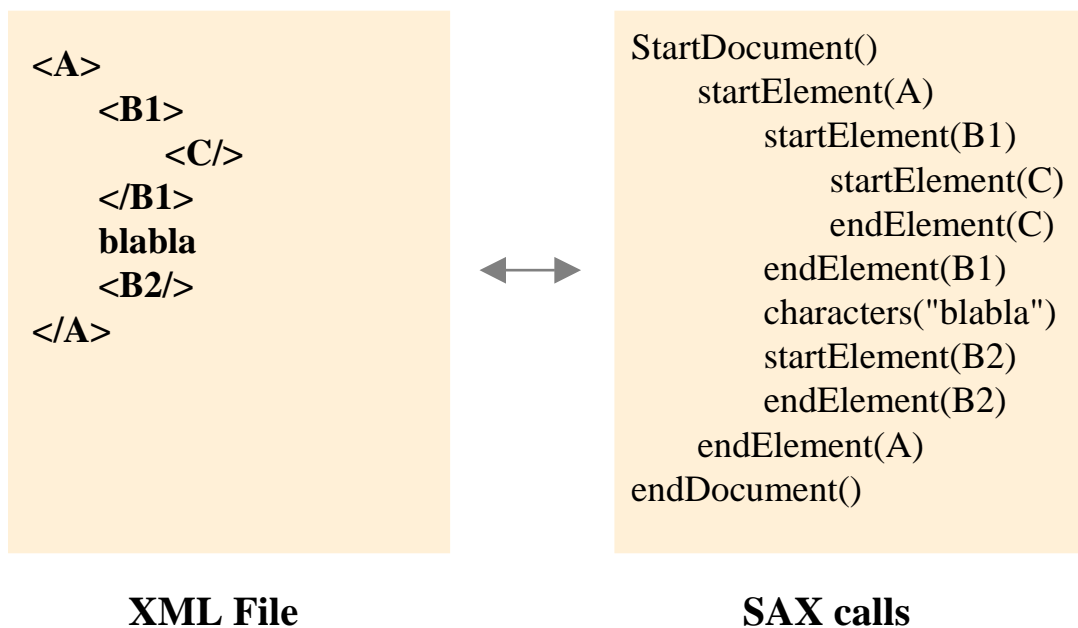 <A>
<B1>
<C/>
</B1>
blabla
<B2/>
</A>
XML File
StartDocument()
startElement(A)
startElement(B1)
startElement(C)
endElement(C)
endElement(B1)
characters("blabla")
startElement(B2)
endElement(B2)
endElement(A)
endDocument()
SAX calls